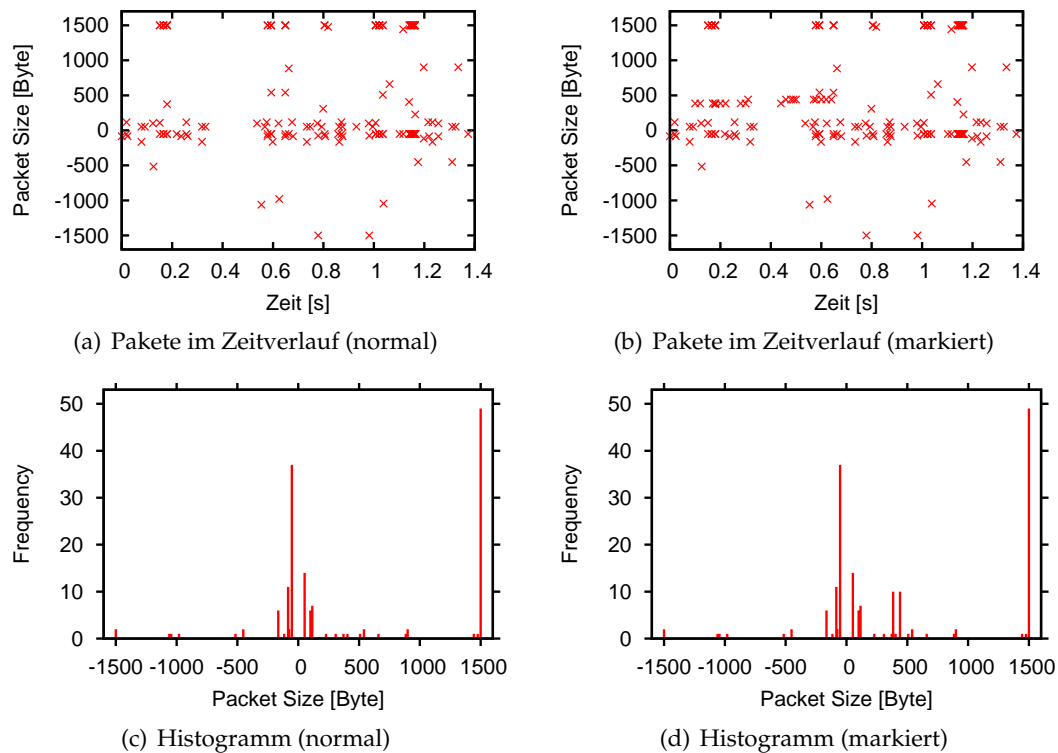 1500
1000
500
0
-500
-1000
-1500
Packet Size [Byte]
0 0.2 0.4 0.6 0.8 1 1.2 1.4
Zeit [s]
(a) Pakete im Zeitverlauf (normal)
1500
1000
500
0
-500
-1000
-1500
Packet Size [Byte]
0 0.2 0.4 0.6 0.8 1 1.2 1.4
Zeit [s]
(b) Pakete im Zeitverlauf (markiert)
50
40
30
20
10
0
Frequency
-1500 -1000 -500 0 500 1000 1500
Packet Size [Byte]
(c) Histogramm (normal)
50
40
30
20
10
0
Frequency
-1500 -1000 -500 0 500 1000 1500
Packet Size [Byte]
(d) Histogramm (markiert)